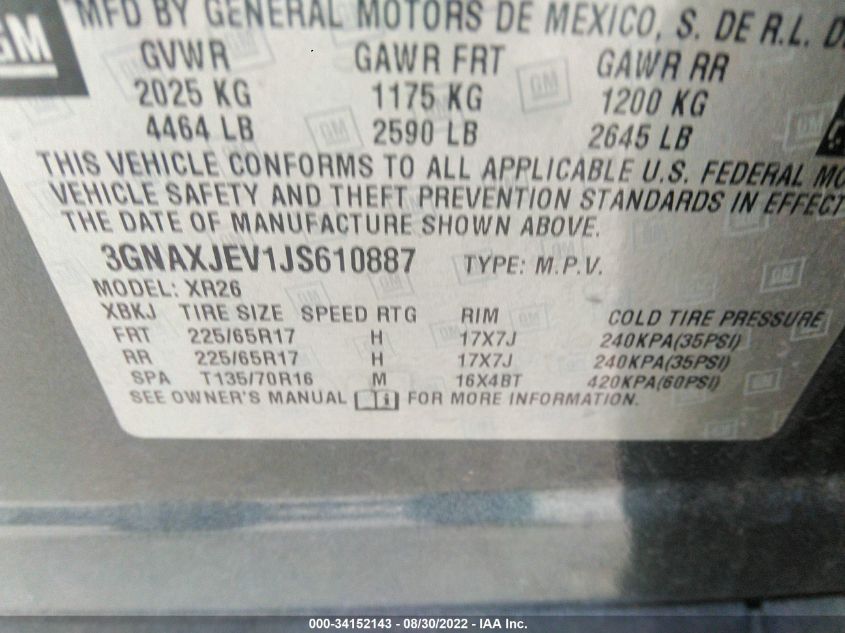 GM MFD BY GENERAL MOTORS DE MEXICO, S. DE R.L.
GVWR GAWR FRT GAWR RR
2025 KG 1175 KG 1200 KG
4464 LB 2590 LB 2645 LB
THIS VEHICLE CONFORMS TO ALL APPLICABLE U.S. FEDERAL MO
VEHICLE SAFETY AND THEFT PREVENTION STANDARDS IN EFFECT
THE DATE OF MANUFACTURE SHOWN ABOVE.
3GNAXJEV1JS610887 TYPE: M.P.V.
MODEL: XR26
XBKJ TIRE SIZE SPEED RTG RIM COLD TIRE PRESSURE
FRT 225/65R17 H 17X7J 240KPA(35PSI)
RR 225/65R17 H 17X7J 240KPA(35PSI)
SPA T135/70R16 M 16X4BT 420KPA(60PSI)
SEE OWNER'S MANUAL FOR MORE INFORMATION.
000-34152143 - 08/30/2022 - IAA Inc.